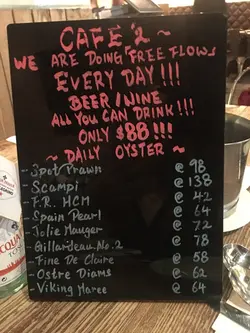 CAFÉ 2~
WE ARE DOING FREE FLOWS
EVERY DAY!!!
BEER/WINE
ALL YOU CAN DRINK!!!
ONLY $88!!!
~ DAILY OYSTER ~
- Spot Prawn @ 98
- Scampi @ 138
- F.R. HCM @ 42
- Spain Pearl @ 64
- Jolie Manger @ 72
- Gillardeau No.2 @ 78
- Fine De Claire @ 58
- Ostre Diams @ 62
- Viking Maree @ 64